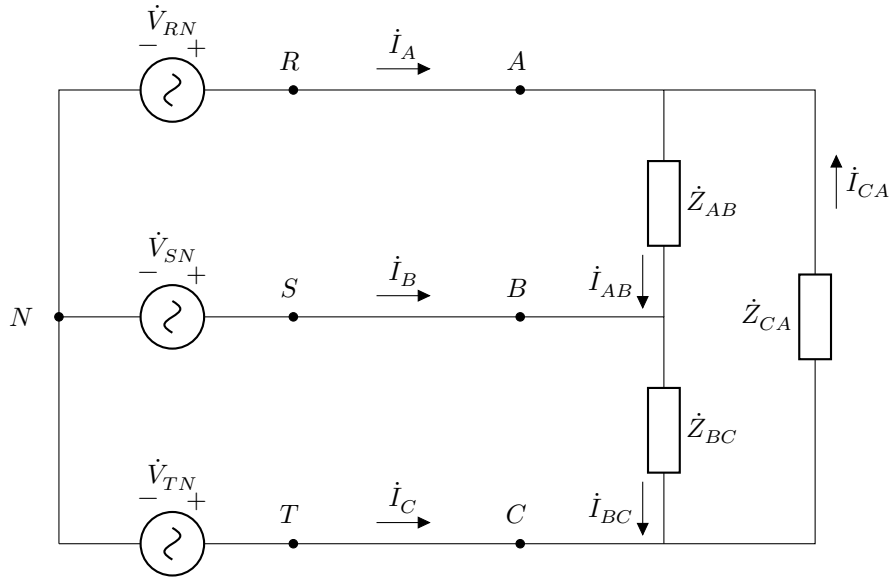 V̇_RN
− +
R
İ_A
A
Ż_AB
İ_CA
V̇_SN
− +
S
İ_B
B
İ_AB
N
Ż_CA
Ż_BC
V̇_TN
− +
T
İ_C
C
İ_BC